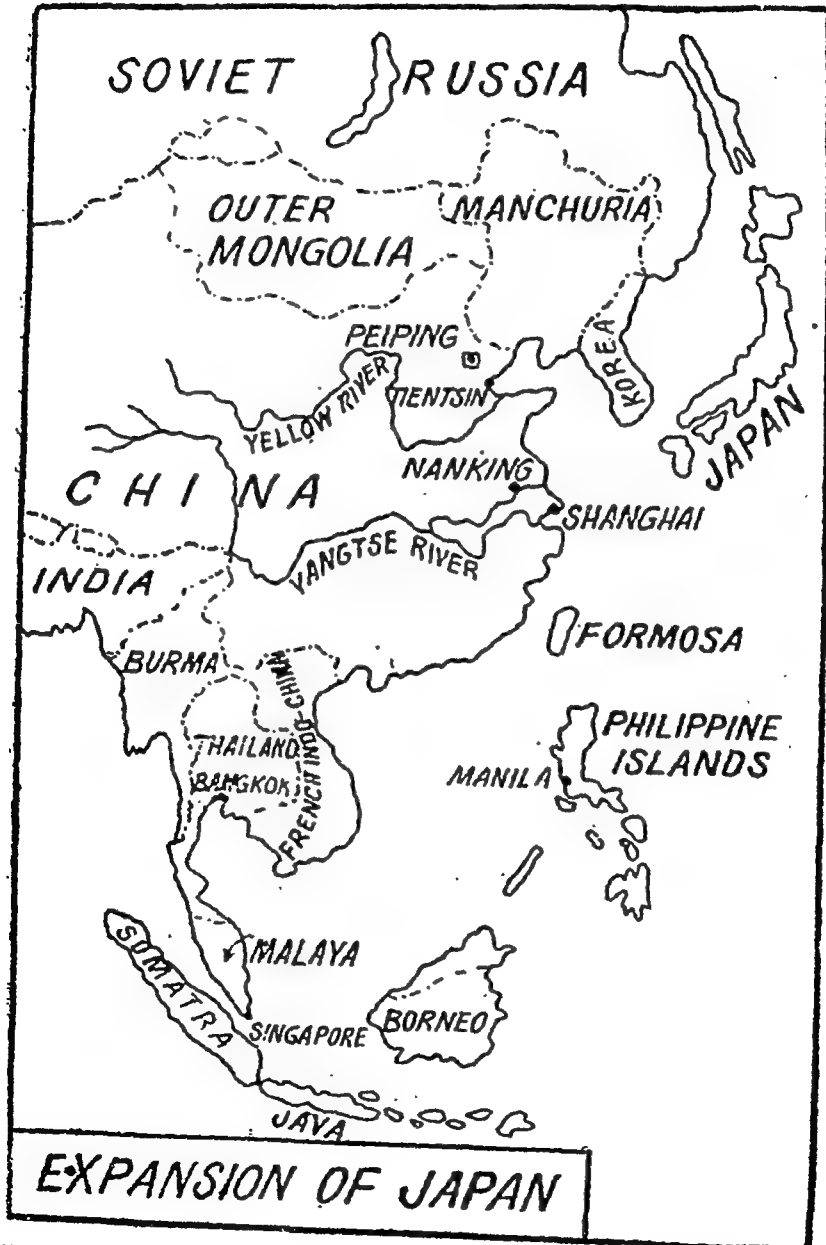 SOVIET RUSSIA
OUTER
MONGOLIA
MANCHURIA
PEIPING
KOREA
TIENTSIN
YELLOW RIVER
JAPAN
NANKING
CHINA
SHANGHAI
YANGTSE RIVER
INDIA
FORMOSA
BURMA
FRENCH INDO-CHINA
PHILIPPINE
ISLANDS
THAILAND
BANGKOK
MANILA
MALAYA
SUMATRA
SINGAPORE
BORNEO
JAVA
EXPANSION OF JAPAN